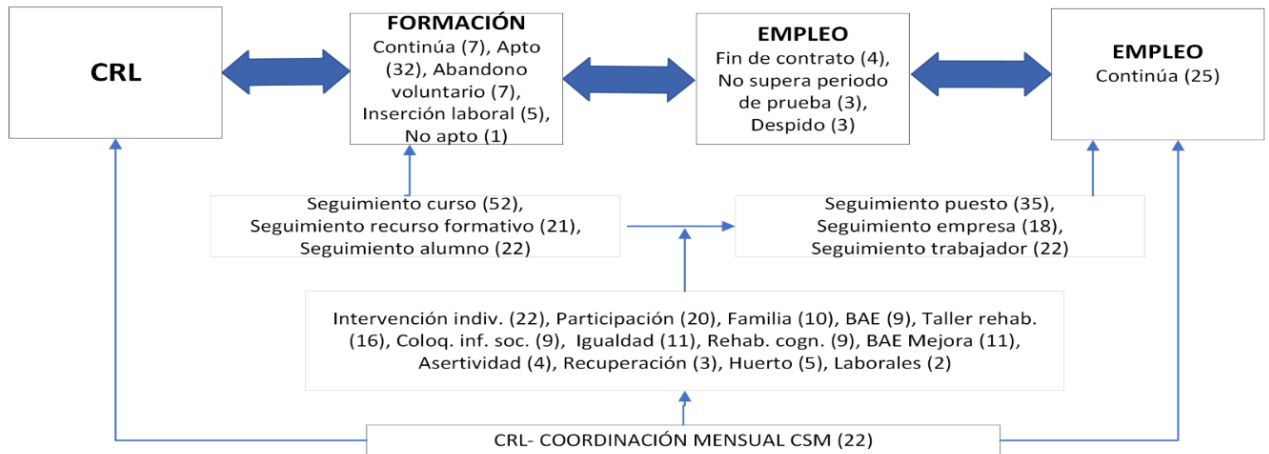 CRL
FORMACIÓN
Continúa (7), Apto
(32), Abandono
voluntario (7),
Inserción laboral (5),
No apto (1)
EMPLEO
Fin de contrato (4),
No supera periodo
de prueba (3),
Despido (3)
EMPLEO
Continúa (25)
Seguimiento curso (52),
Seguimiento recurso formativo (21),
Seguimiento alumno (22)
Seguimiento puesto (35),
Seguimiento empresa (18),
Seguimiento trabajador (22)
Intervención indiv. (22), Participación (20), Familia (10), BAE (9), Taller rehab.
(16), Coloq. inf. soc. (9), Igualdad (11), Rehab. cogn. (9), BAE Mejora (11),
Asertividad (4), Recuperación (3), Huerto (5), Laborales (2)
CRL- COORDINACIÓN MENSUAL CSM (22)